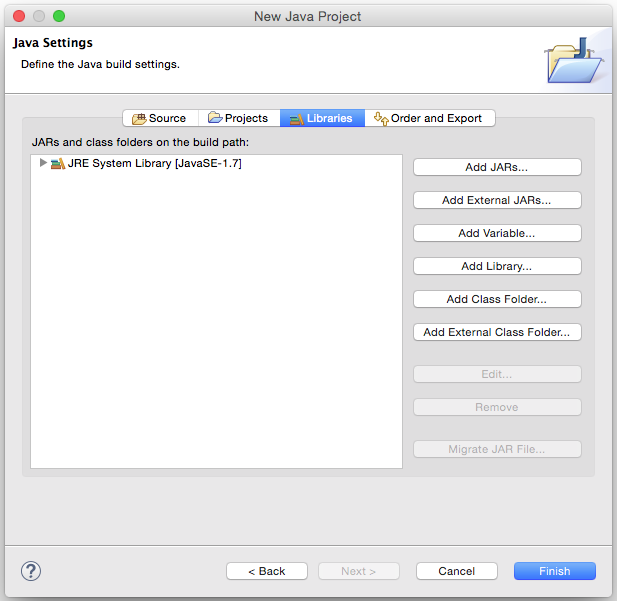 New Java Project
Java Settings
Define the Java build settings.
Source Projects Libraries Order and Export
JARs and class folders on the build path:
JRE System Library [JavaSE-1.7]
Add JARs...
Add External JARs...
Add Variable...
Add Library...
Add Class Folder...
Add External Class Folder...
Edit...
Remove
Migrate JAR File...
? < Back Next > Cancel Finish